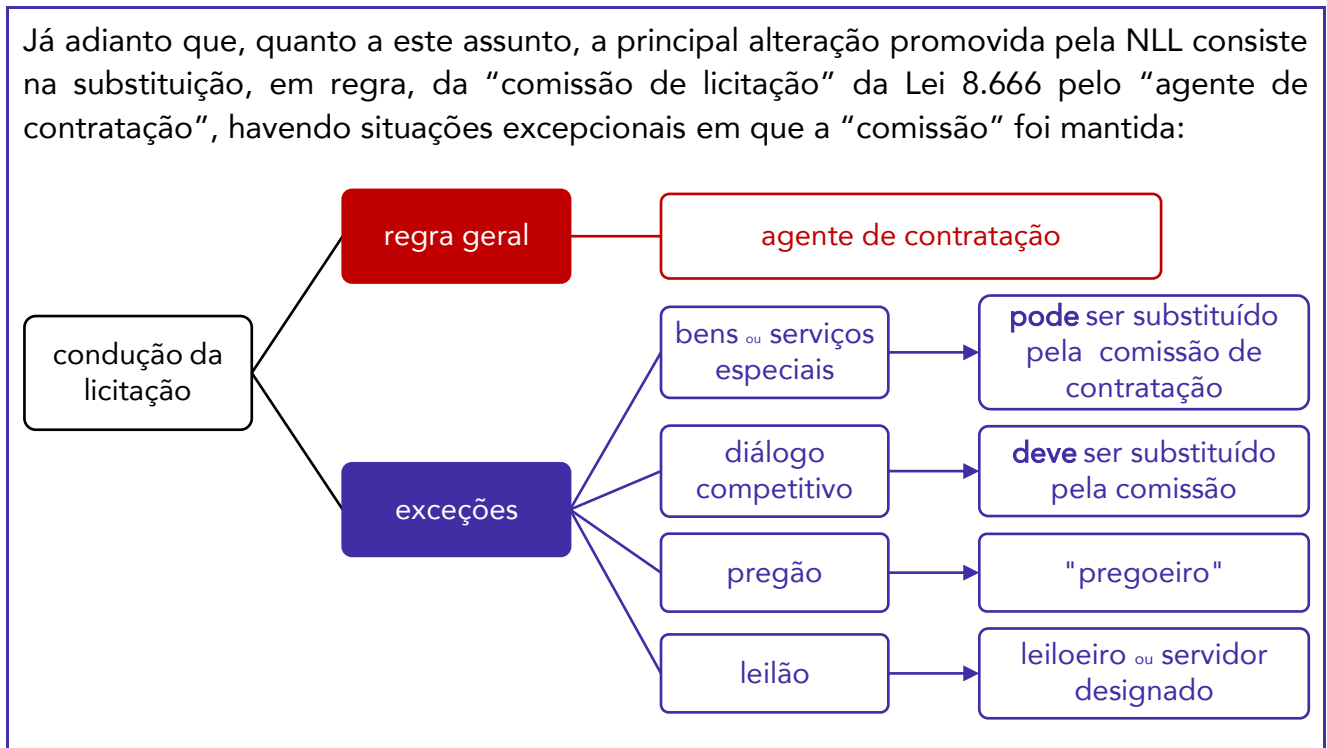 Já adianto que, quanto a este assunto, a principal alteração promovida pela NLL consiste
na substituição, em regra, da “comissão de licitação” da Lei 8.666 pelo “agente de
contratação”, havendo situações excepcionais em que a “comissão” foi mantida:
condução da
licitação
regra geral
agente de contratação
exceções
bens ou serviços
especiais
pode ser substituído
pela comissão de
contratação
diálogo
competitivo
deve ser substituído
pela comissão
pregão
"pregoeiro"
leilão
leiloeiro ou servidor
designado